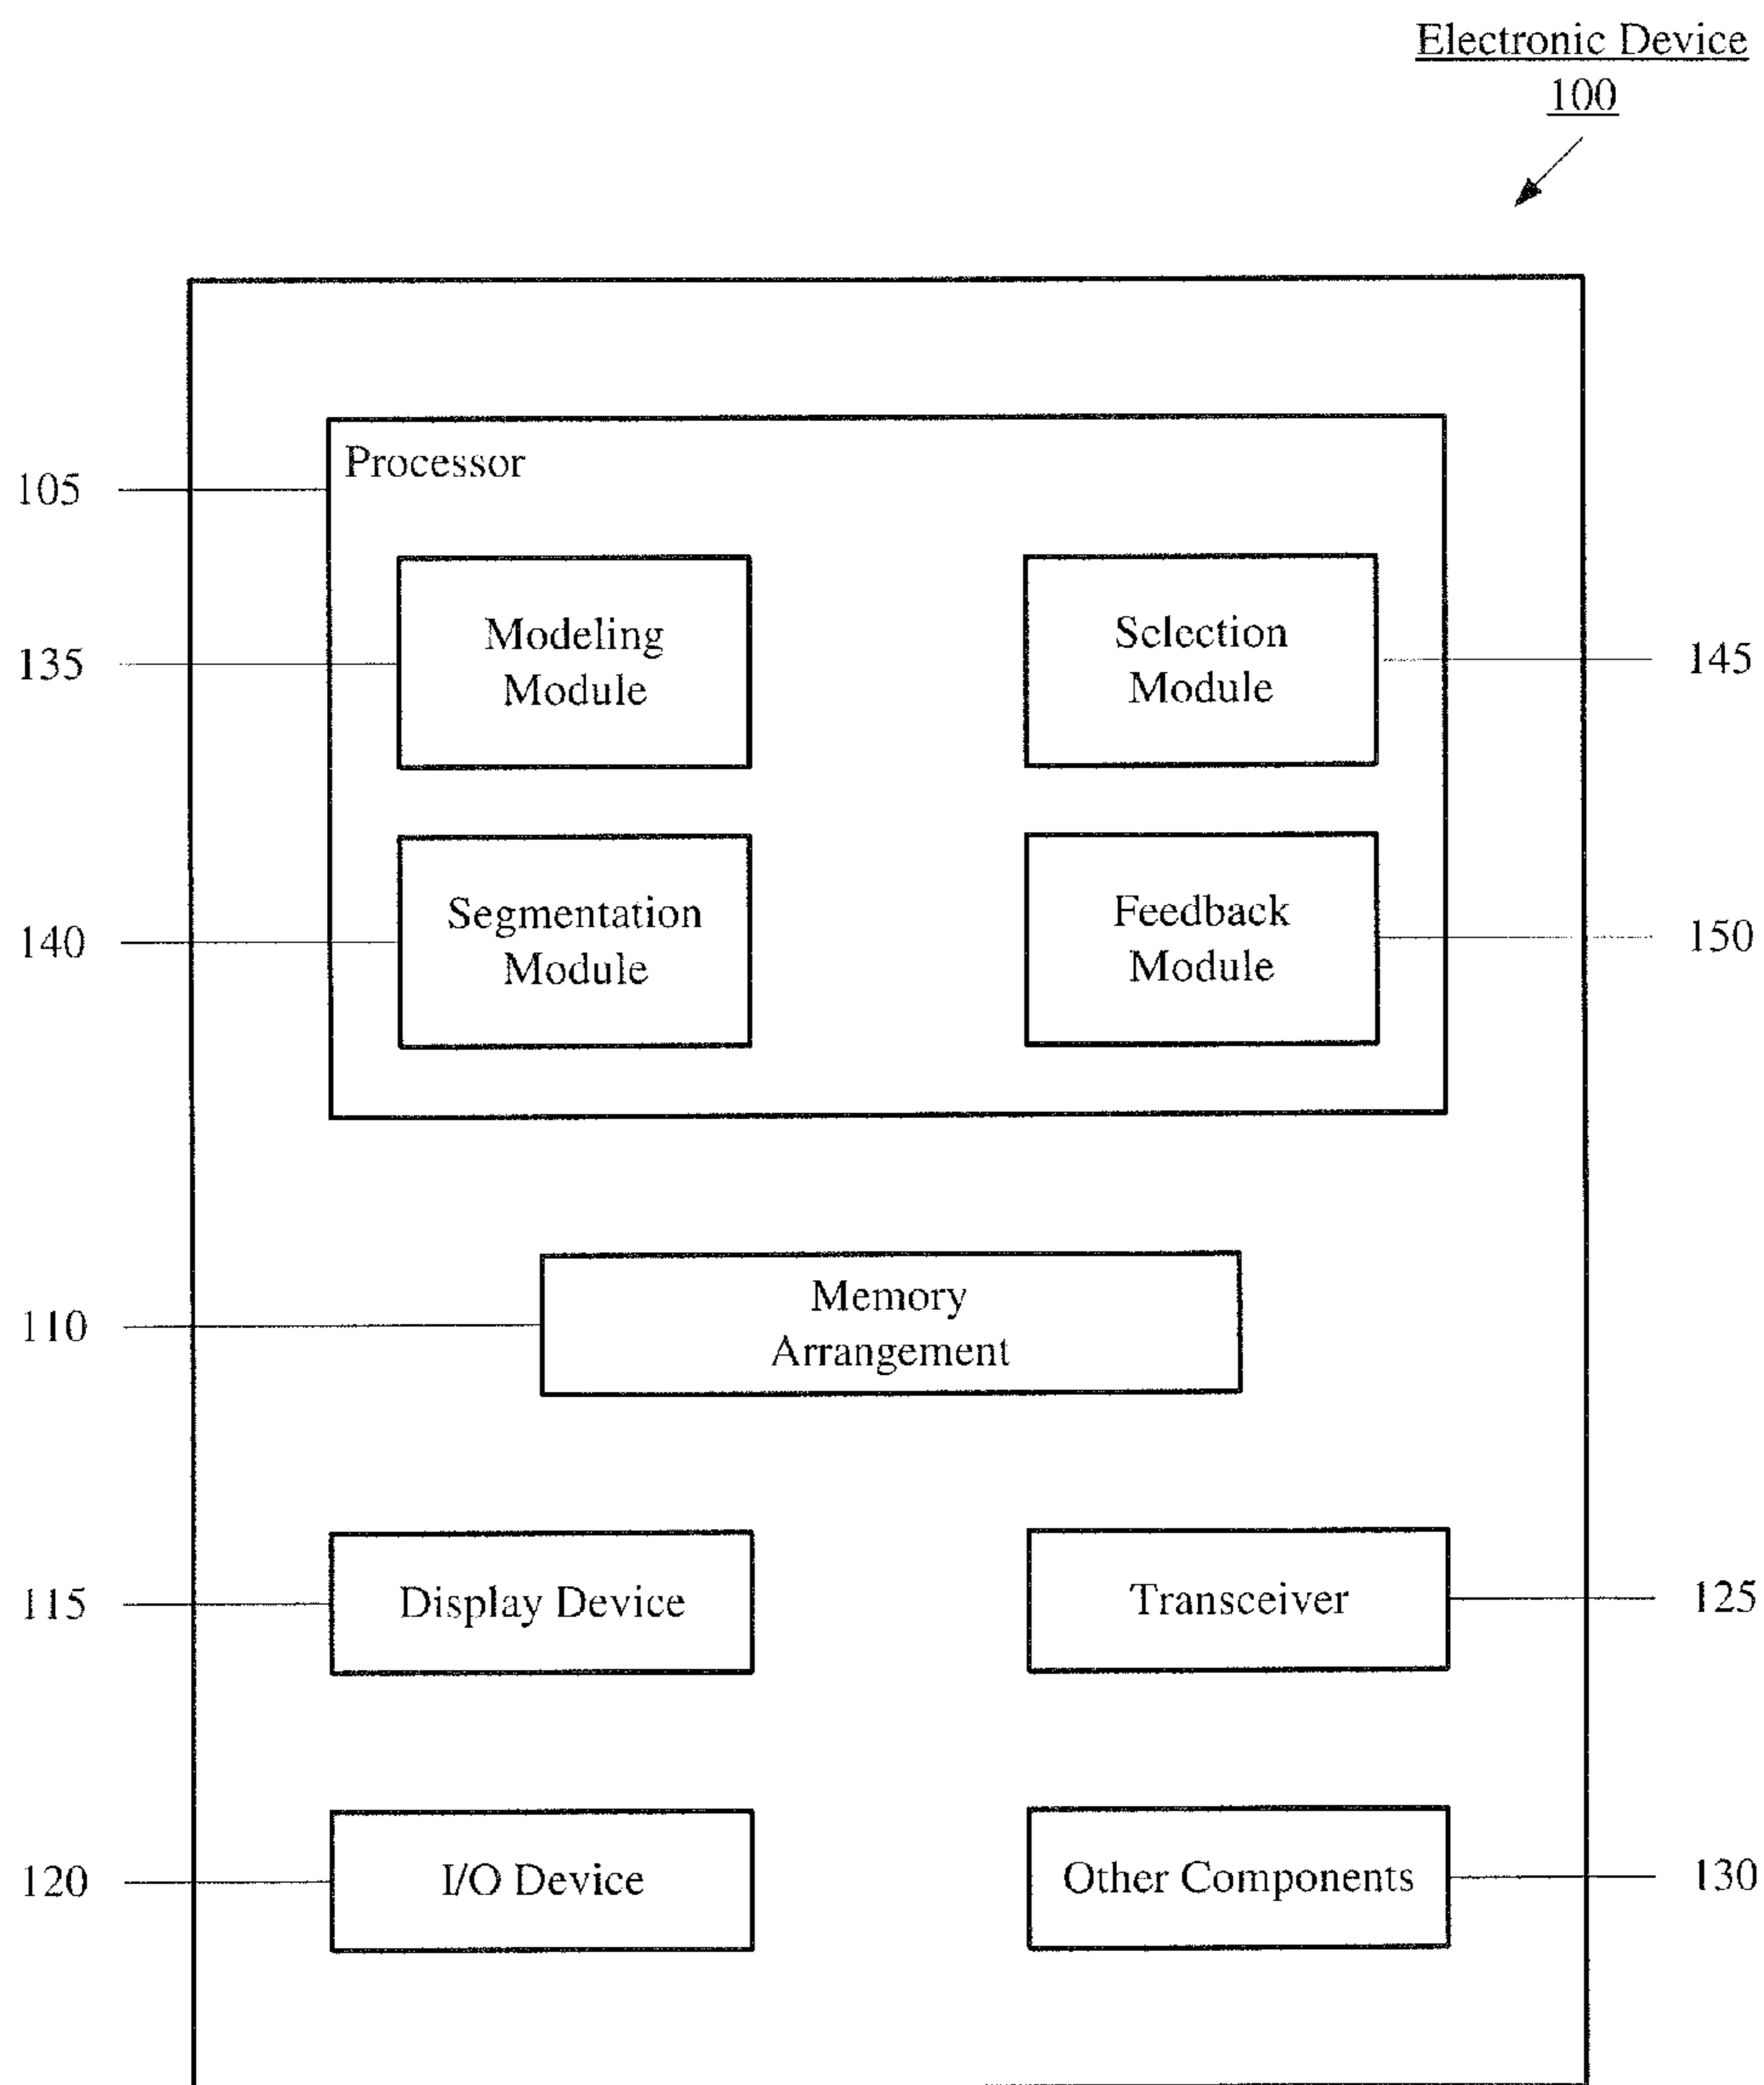 Electronic Device
100
Processor
105
Modeling
Module
135
Selection
Module
145
Segmentation
Module
140
Feedback
Module
150
Memory
Arrangement
110
Display Device
115
Transceiver
125
I/O Device
120
Other Components
130